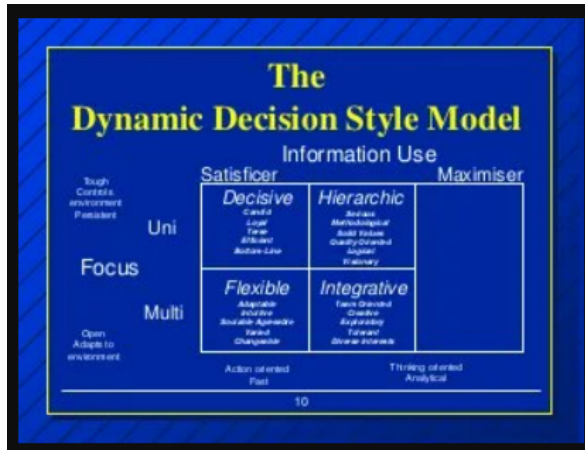 The
Dynamic Decision Style Model
Information Use
Satisficer Maximiser
Tough
Controls
environment
Persistent
Uni
Focus
Multi
Open
Adapts to
environment
Decisive
Candid
Loyal
Terse
Efficient
Bottom-Line
Hierarchic
Serious
Methodological
Solid Values
Quality Oriented
Logical
Visionary
Flexible
Adaptable
Intuitive
Sociable Agreeable
Varied
Changeable
Integrative
Team Oriented
Creative
Exploratory
Tolerant
Diverse Interests
Action oriented
Fast
Thinking oriented
Analytical
10